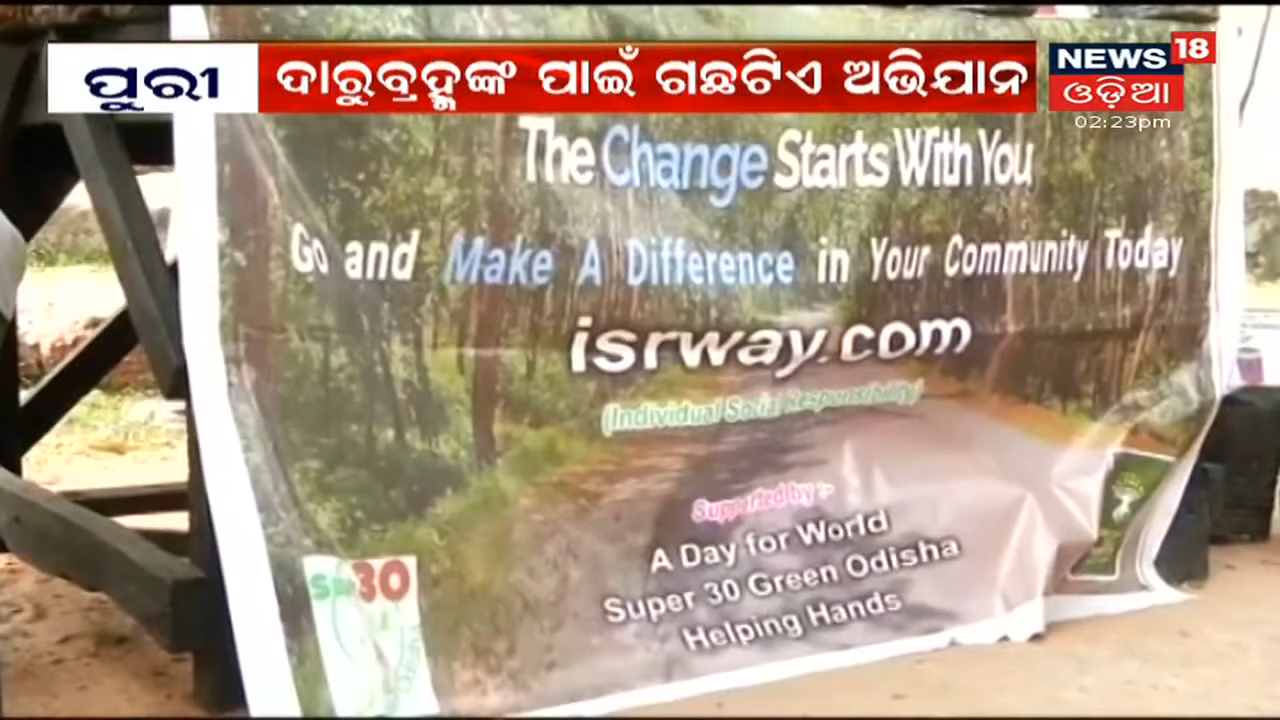 ପୁରୀ
ଦାରୁବ୍ରହ୍ମଙ୍କ ପାଇଁ ଗଛଟିଏ ଅଭିଯାନ
NEWS 18
ଓଡ଼ିଆ
02:23pm
The Change Starts With You
Go and Make A Difference in Your Community Today
isrway.com
(Individual Social Responsibility)
Supported by :-
A Day for World
Super 30 Green Odisha
Helping Hands
30